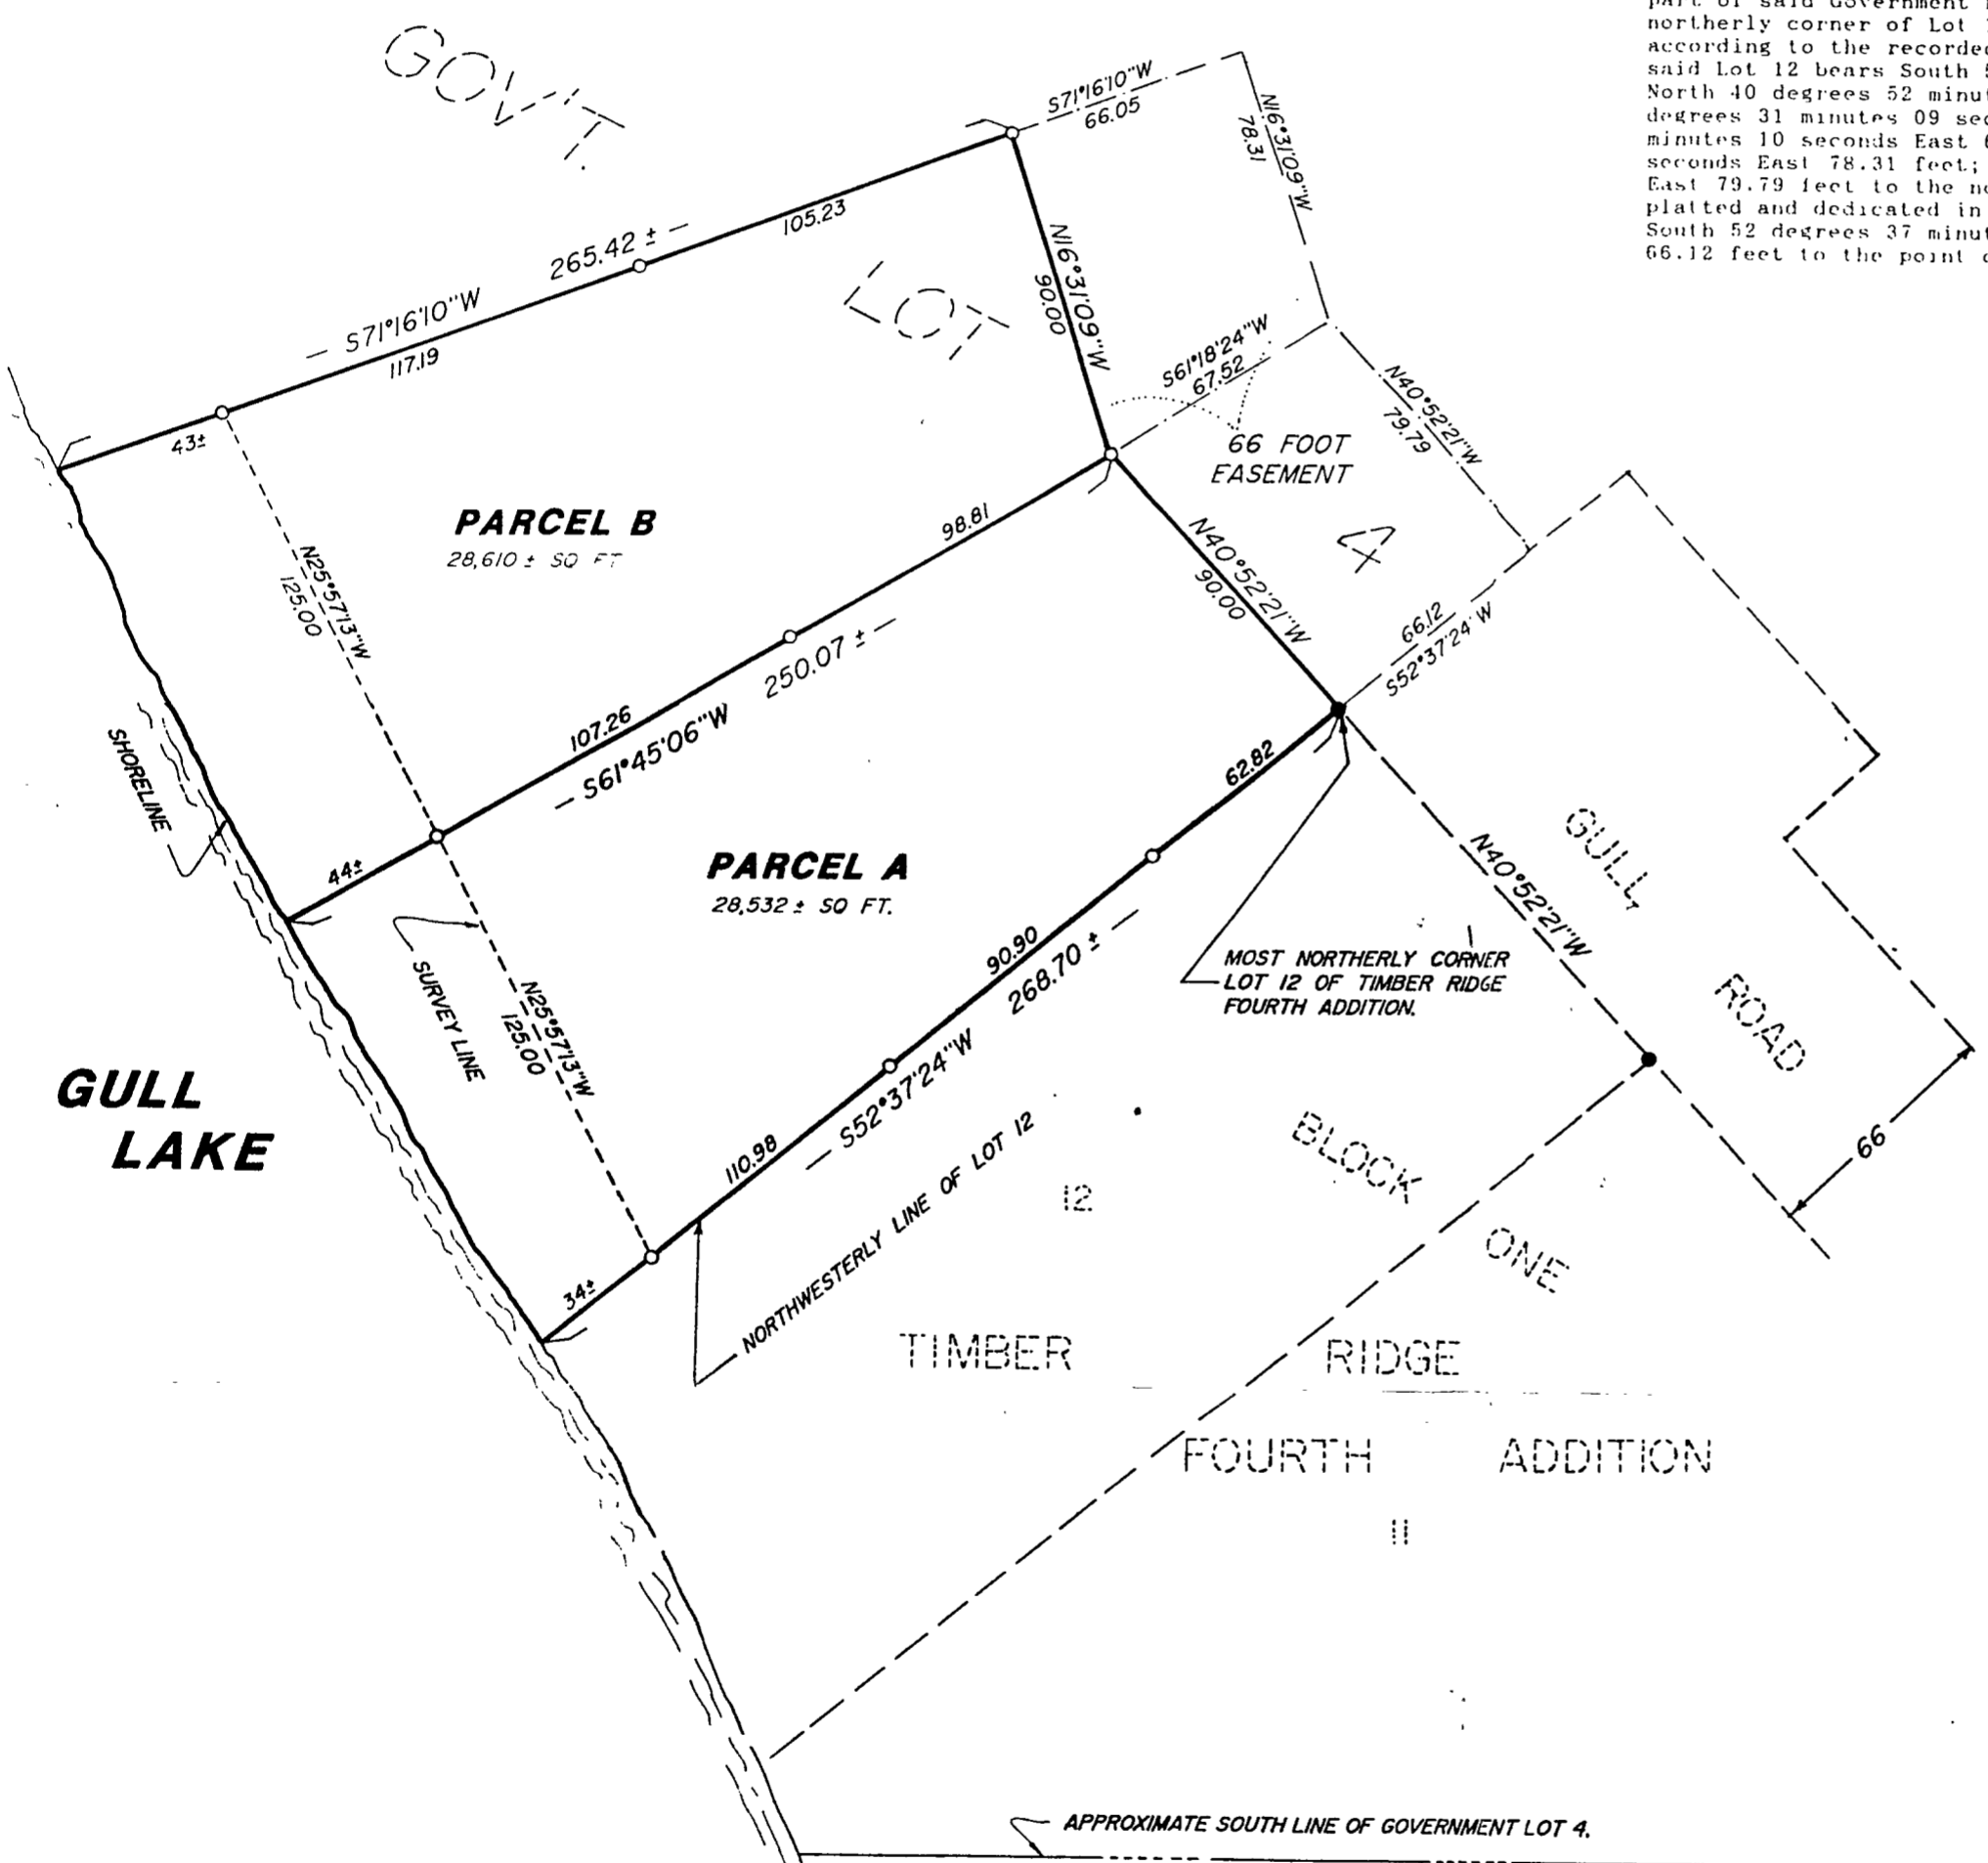 part of said Government
northerly corner of Lot
according to the recorded
said Lot 12 bears South
North 40 degrees 52
degrees 31 minutes 09
minutes 10 seconds East
seconds East 78.31 feet;
East 79.79 feet to the
platted and dedicated in
South 52 degrees 37
66.12 feet to the point
GOV'T.
S71°16'10"W
66.05
N16°31'09"W
78.31
105.23
265.42 ±
S71°16'10"W
117.19
LOT
N16°31'09"W
90.00
S61°18'24"W
67.52
N40°52'21"W
79.79
43±
66 FOOT
EASEMENT
4
PARCEL B
28,610 ± SQ FT
98.81
N25°57'13"W
125.00
N40°52'21"W
90.00
66.12
S52°37'24" W
250.07 ±
107.26
S61°45'06"W
SHORELINE
62.82
44±
PARCEL A
28,532 ± SQ FT.
GULL
ROAD
N40°52'21"W
90.90
268.70 ±
MOST NORTHERLY CORNER
LOT 12 OF TIMBER RIDGE
FOURTH ADDITION.
SURVEY LINE
N25°57'13"W
125.00
S52°37'24"W
GULL
LAKE
110.98
NORTHWESTERLY LINE OF LOT 12
12
BLOCK
ONE
66
34±
TIMBER RIDGE
FOURTH ADDITION
11
APPROXIMATE SOUTH LINE OF GOVERNMENT LOT 4.